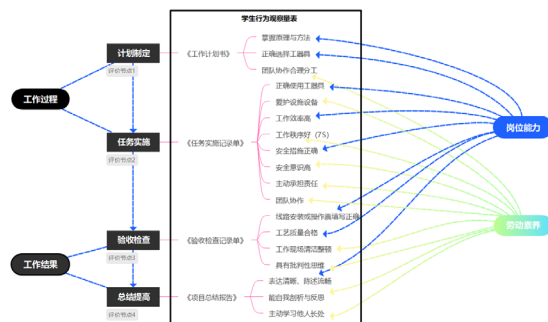 学生行为观察量表
计划制定
评价节点1
《工作计划书》
掌握原理与方法
正确选择工器具
团队协作合理分工
工作过程
任务实施
评价节点2
《任务实施记录单》
正确使用工器具
爱护设施设备
工作效率高
工作秩序好（7S）
安全措施正确
安全意识高
主动承担责任
团队协作
岗位能力
劳动素养
验收检查
评价节点3
《验收检查记录单》
线路安装或操作票填写正确
工艺质量合格
工作现场清洁整顿
具有批判性思维
工作结果
总结提高
评价节点4
《项目总结报告》
表达清晰、陈述流畅
能自我剖析与反思
主动学习他人长处